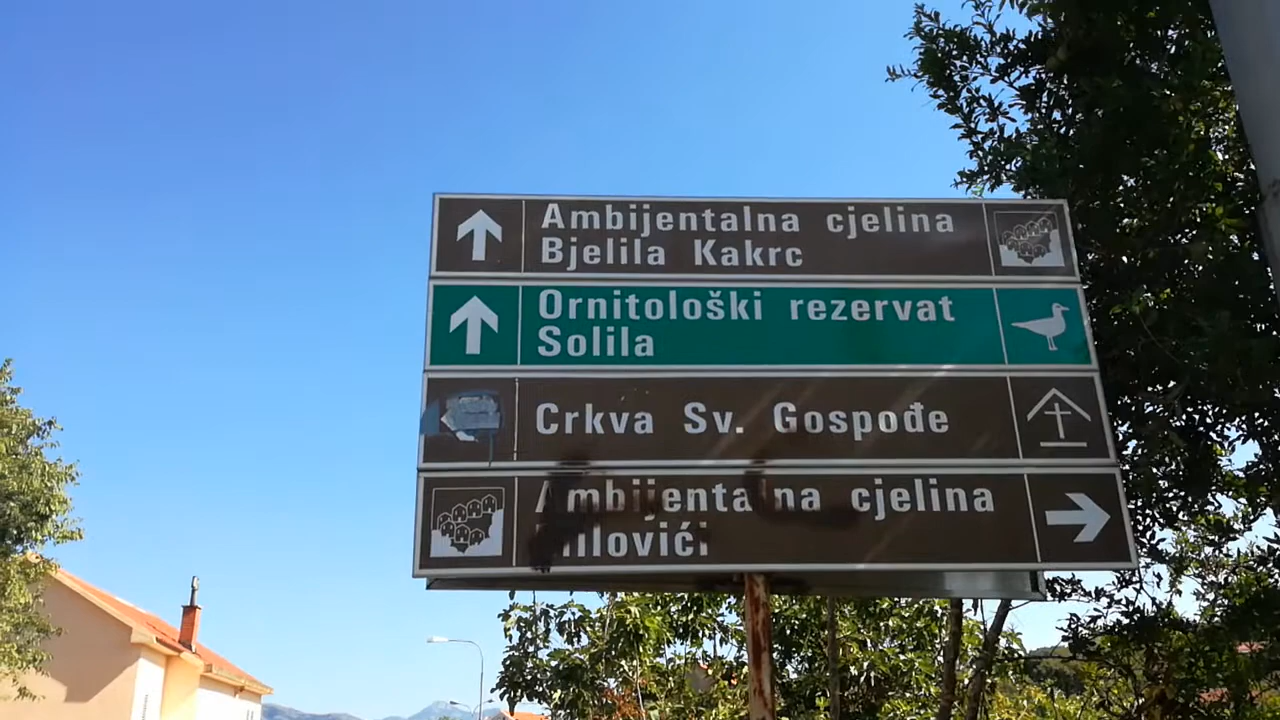 Ambijentalna cjelina
Bjelila Kakrc
Ornitološki rezervat
Solila
Crkva Sv. Gospođe
Ambijentalna cjelina